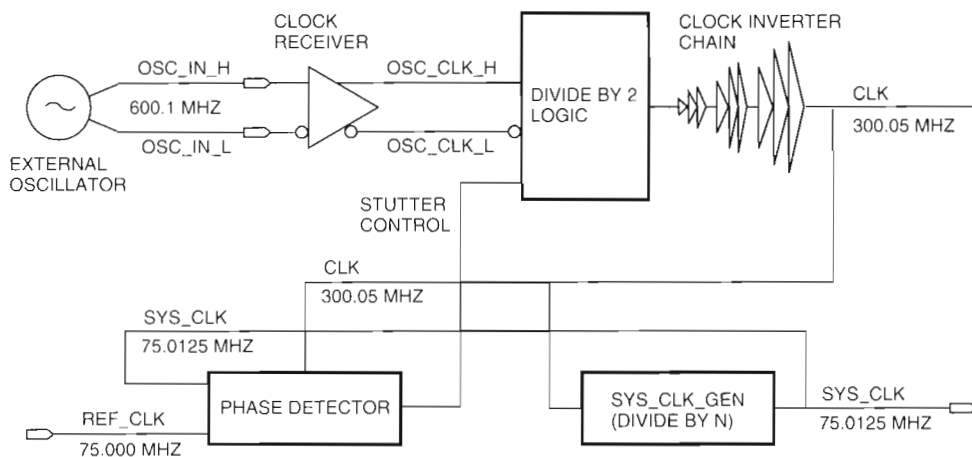 CLOCK
RECEIVER
CLOCK INVERTER
CHAIN
OSC_IN_H
OSC_CLK_H
600.1 MHZ
DIVIDE BY 2
LOGIC
CLK
300.05 MHZ
OSC_IN_L
OSC_CLK_L
EXTERNAL
OSCILLATOR
STUTTER
CONTROL
CLK
300.05 MHZ
SYS_CLK
75.0125 MHZ
PHASE DETECTOR
SYS_CLK_GEN
(DIVIDE BY N)
SYS_CLK
75.0125 MHZ
REF_CLK
75.000 MHZ